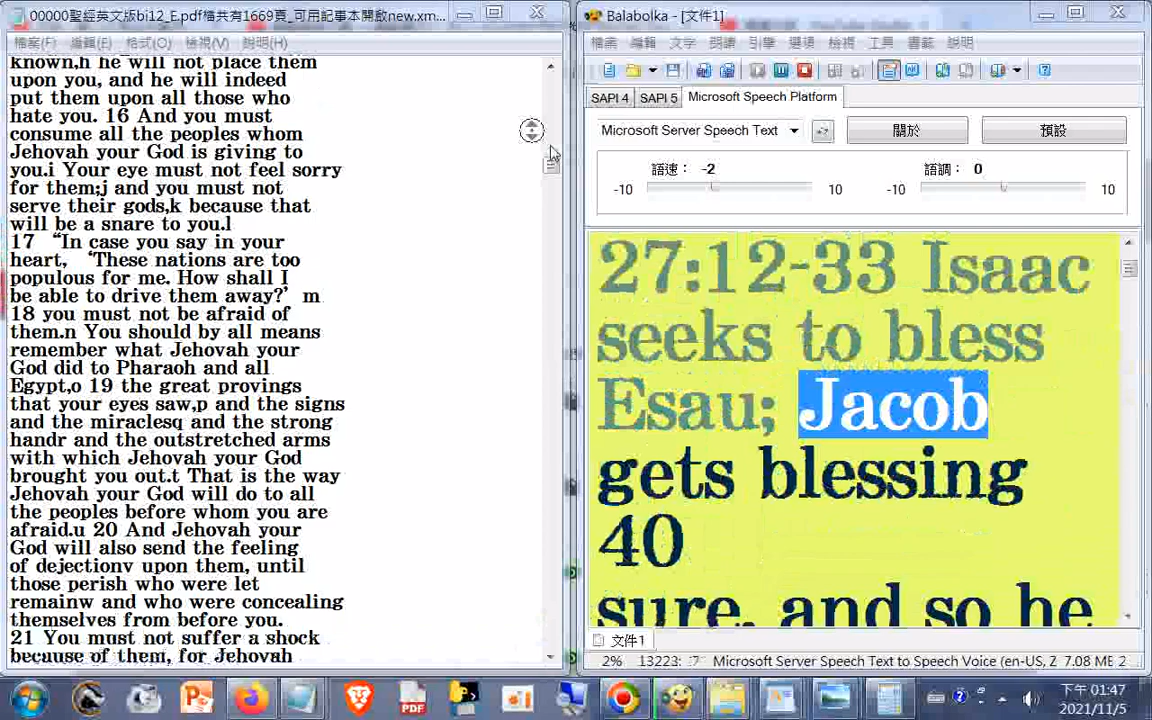 00000聖經英文版bi12_E.pdf檔共有1669頁_可用記事本開啟new.xm...
檔案(F) 編輯(E) 格式(O) 檢視(V) 說明(H)
known,h he will not place them
upon you, and he will indeed
put them upon all those who
hate you. 16 And you must
consume all the peoples whom
Jehovah your God is giving to
you.i Your eye must not feel sorry
for them;j and you must not
serve their gods,k because that
will be a snare to you.l
17 “In case you say in your
heart, ‘These nations are too
populous for me. How shall I
be able to drive them away?’ m
18 you must not be afraid of
them.n You should by all means
remember what Jehovah your
God did to Pharaoh and all
Egypt,o 19 the great provings
that your eyes saw,p and the signs
and the miraclesq and the strong
handr and the outstretched arms
with which Jehovah your God
brought you out.t That is the way
Jehovah your God will do to all
the peoples before whom you are
afraid.u 20 And Jehovah your
God will also send the feeling
of dejectionv upon them, until
those perish who were let
remainw and who were concealing
themselves from before you.
21 You must not suffer a shock
because of them, for Jehovah
Balabolka - [文件1]
檔案 編輯 文字 朗讀 引擎 選項 檢視 工具 書籤 說明
SAPI 4 SAPI 5 Microsoft Speech Platform
Microsoft Server Speech Text 關於 預設
語速： -2 語調： 0
-10 10 -10 10
27:12-33 Isaac
seeks to bless
Esau; Jacob
gets blessing
40
sure, and so he
文件1
2% 13223: 7 Microsoft Server Speech Text to Speech Voice (en-US, Z 7.08 MB 2
PDF
下午 01:47
2021/11/5